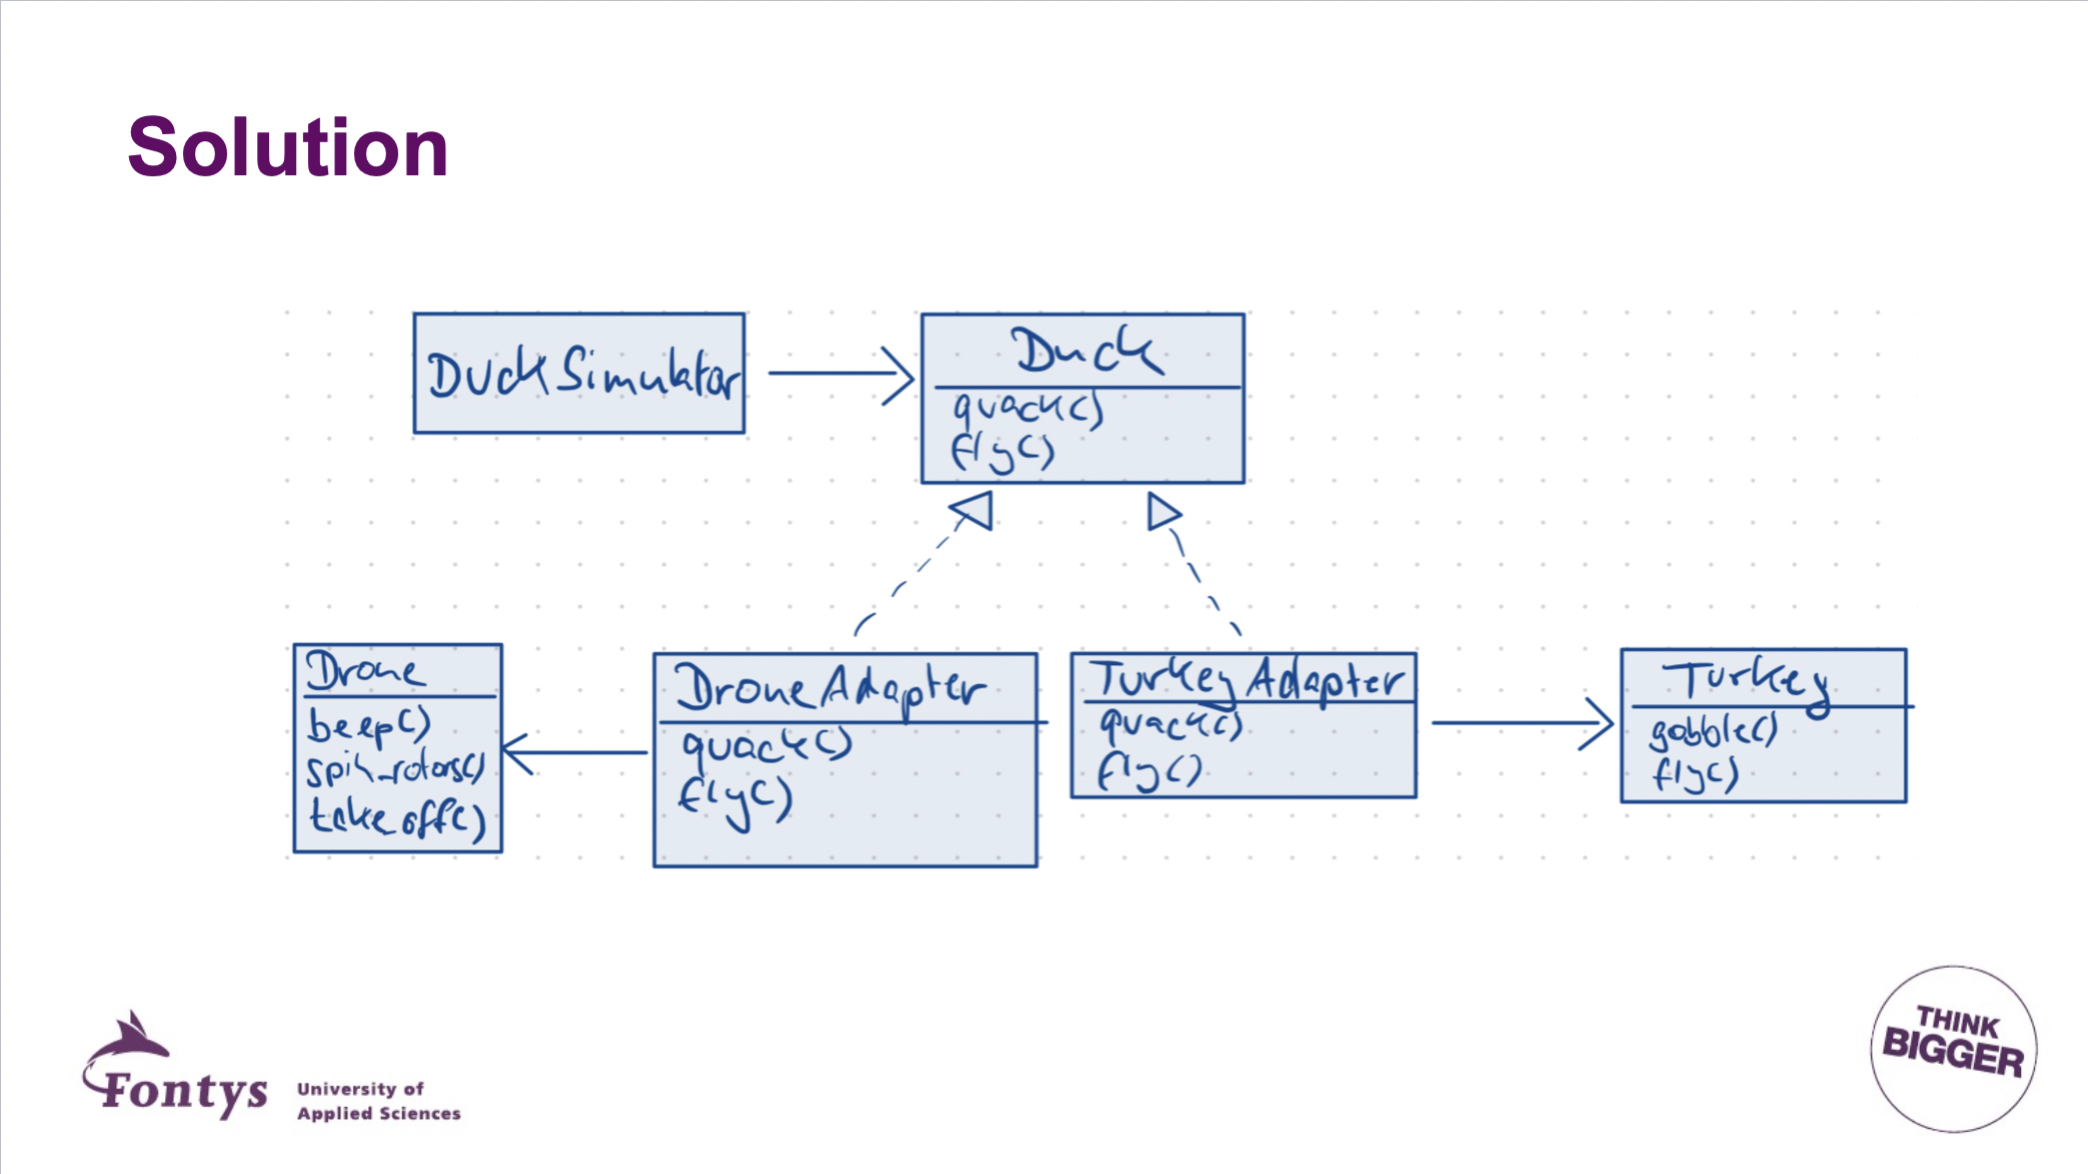 Solution
DuckSimulator
Duck
quack()
fly()
Drone
beep()
spin_rotors()
takeoff()
DroneAdapter
quack()
fly()
TurkeyAdapter
quack()
fly()
Turkey
gobble()
fly()
Fontys
University of
Applied Sciences
THINK
BIGGER